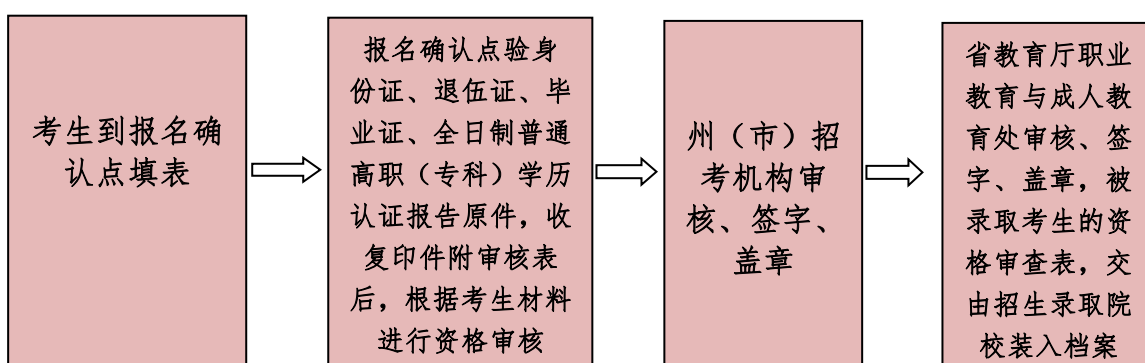 考生到报名确
认点填表
报名确认点验身
份证、退伍证、毕
业证、全日制普通
高职（专科）学历
认证报告原件，收
复印件附审核表
后，根据考生材料
进行资格审核
州（市）招
考机构审
核、签字、
盖章
省教育厅职业
教育与成人教
育处审核、签
字、盖章，被
录取考生的资
格审查表，交
由招生录取院
校装入档案